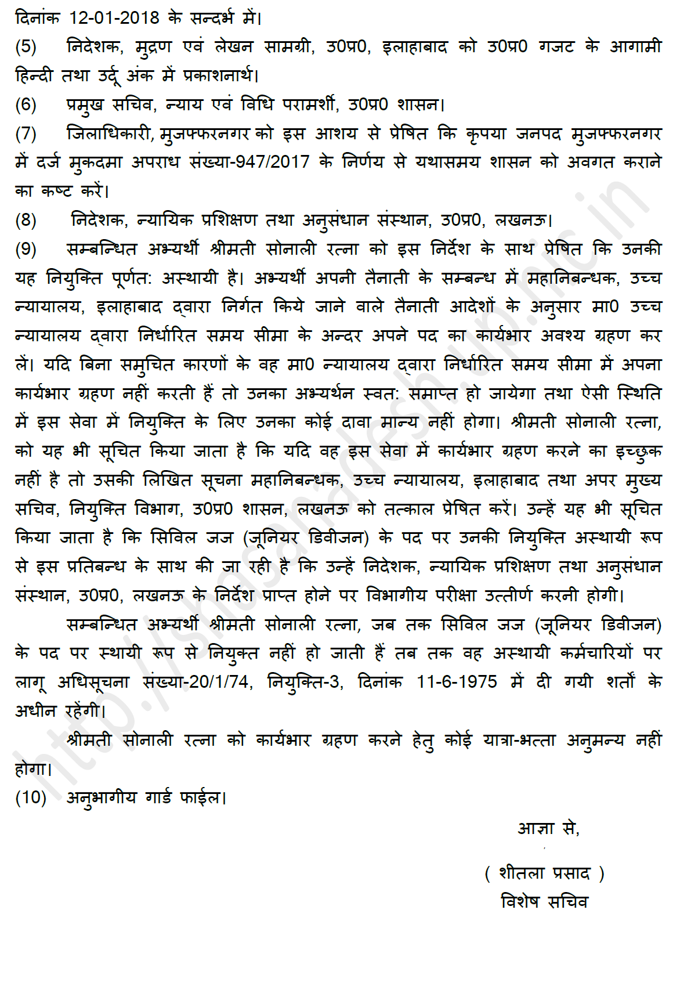 दिनांक 12-01-2018 के सन्दर्भ में।
(5) निदेशक, मुद्रण एवं लेखन सामग्री, उ0प्र0, इलाहाबाद को उ0प्र0 गजट के आगामी
हिन्दी तथा उर्दू अंक में प्रकाशनार्थ।
(6) प्रमुख सचिव, न्याय एवं विधि परामर्शी, उ0प्र0 शासन।
(7) जिलाधिकारी, मुजफ्फरनगर को इस आशय से प्रेषित कि कृपया जनपद मुजफ्फरनगर
में दर्ज मुकदमा अपराध संख्या-947/2017 के निर्णय से यथासमय शासन को अवगत कराने
का कष्ट करें।
(8) निदेशक, न्यायिक प्रशिक्षण तथा अनुसंधान संस्थान, उ0प्र0, लखनऊ।
(9) सम्बन्धित अभ्यर्थी श्रीमती सोनाली रत्ना को इस निर्देश के साथ प्रेषित कि उनकी
यह नियुक्ति पूर्णत: अस्थायी है। अभ्यर्थी अपनी तैनाती के सम्बन्ध में महानिबन्धक, उच्च
न्यायालय, इलाहाबाद द्वारा निर्गत किये जाने वाले तैनाती आदेशों के अनुसार मा0 उच्च
न्यायालय द्वारा निर्धारित समय सीमा के अन्दर अपने पद का कार्यभार अवश्य ग्रहण कर
लें। यदि बिना समुचित कारणों के वह मा0 न्यायालय द्वारा निर्धारित समय सीमा में अपना
कार्यभार ग्रहण नहीं करती हैं तो उनका अभ्यर्थन स्वत: समाप्त हो जायेगा तथा ऐसी स्थिति
में इस सेवा में नियुक्ति के लिए उनका कोई दावा मान्य नहीं होगा। श्रीमती सोनाली रत्ना,
को यह भी सूचित किया जाता है कि यदि वह इस सेवा में कार्यभार ग्रहण करने का इच्छुक
नहीं है तो उसकी लिखित सूचना महानिबन्धक, उच्च न्यायालय, इलाहाबाद तथा अपर मुख्य
सचिव, नियुक्ति विभाग, उ0प्र0 शासन, लखनऊ को तत्काल प्रेषित करें। उन्हें यह भी सूचित
किया जाता है कि सिविल जज (जूनियर डिवीजन) के पद पर उनकी नियुक्ति अस्थायी रूप
से इस प्रतिबन्ध के साथ की जा रही है कि उन्हें निदेशक, न्यायिक प्रशिक्षण तथा अनुसंधान
संस्थान, उ0प्र0, लखनऊ के निर्देश प्राप्त होने पर विभागीय परीक्षा उत्तीर्ण करनी होगी।
सम्बन्धित अभ्यर्थी श्रीमती सोनाली रत्ना, जब तक सिविल जज (जूनियर डिवीजन)
के पद पर स्थायी रूप से नियुक्त नहीं हो जाती हैं तब तक वह अस्थायी कर्मचारियों पर
लागू अधिसूचना संख्या-20/1/74, नियुक्ति-3, दिनांक 11-6-1975 में दी गयी शर्तों के
अधीन रहेंगी।
श्रीमती सोनाली रत्ना को कार्यभार ग्रहण करने हेतु कोई यात्रा-भत्ता अनुमन्य नहीं
होगा।
(10) अनुभागीय गार्ड फाईल।
आज्ञा से,
( शीतला प्रसाद )
विशेष सचिव
http://shasanadesh.up.nic.in